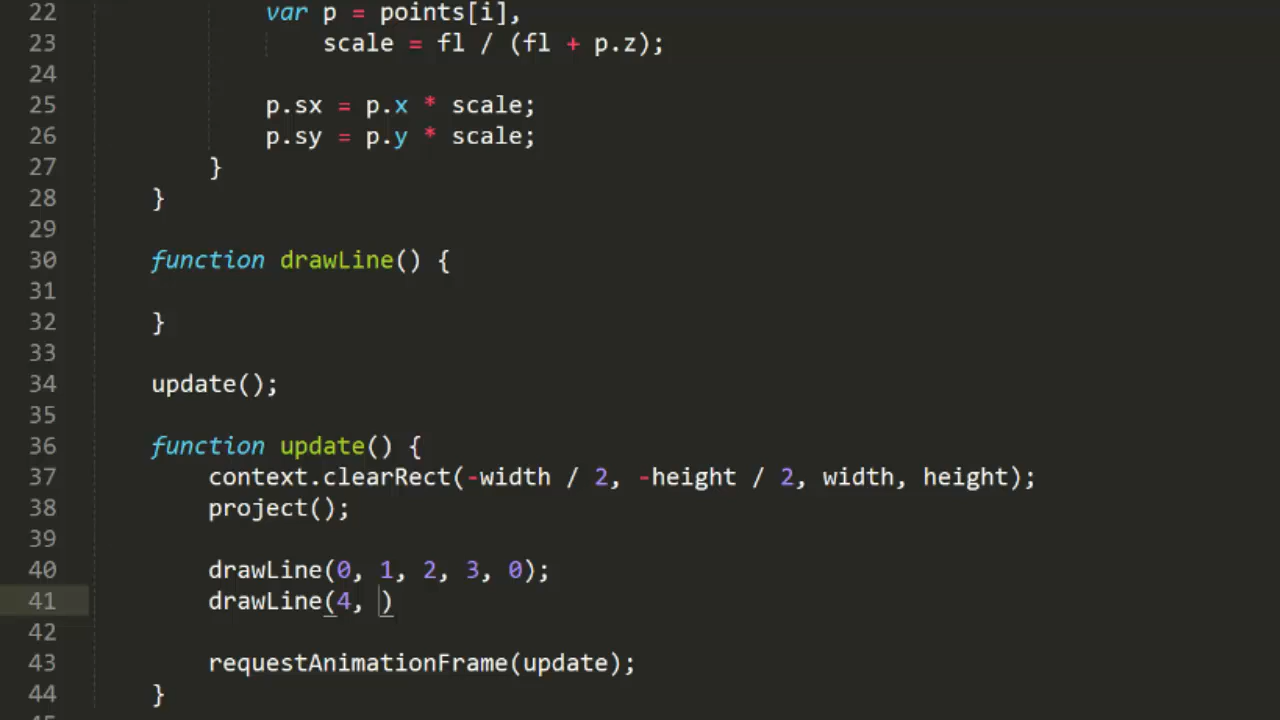 22 var p = points[i],
23 scale = fl / (fl + p.z);
24
25 p.sx = p.x * scale;
26 p.sy = p.y * scale;
27 }
28 }
29
30 function drawLine() {
31
32 }
33
34 update();
35
36 function update() {
37 context.clearRect(-width / 2, -height / 2, width, height);
38 project();
39
40 drawLine(0, 1, 2, 3, 0);
41 drawLine(4, )
42
43 requestAnimationFrame(update);
44 }